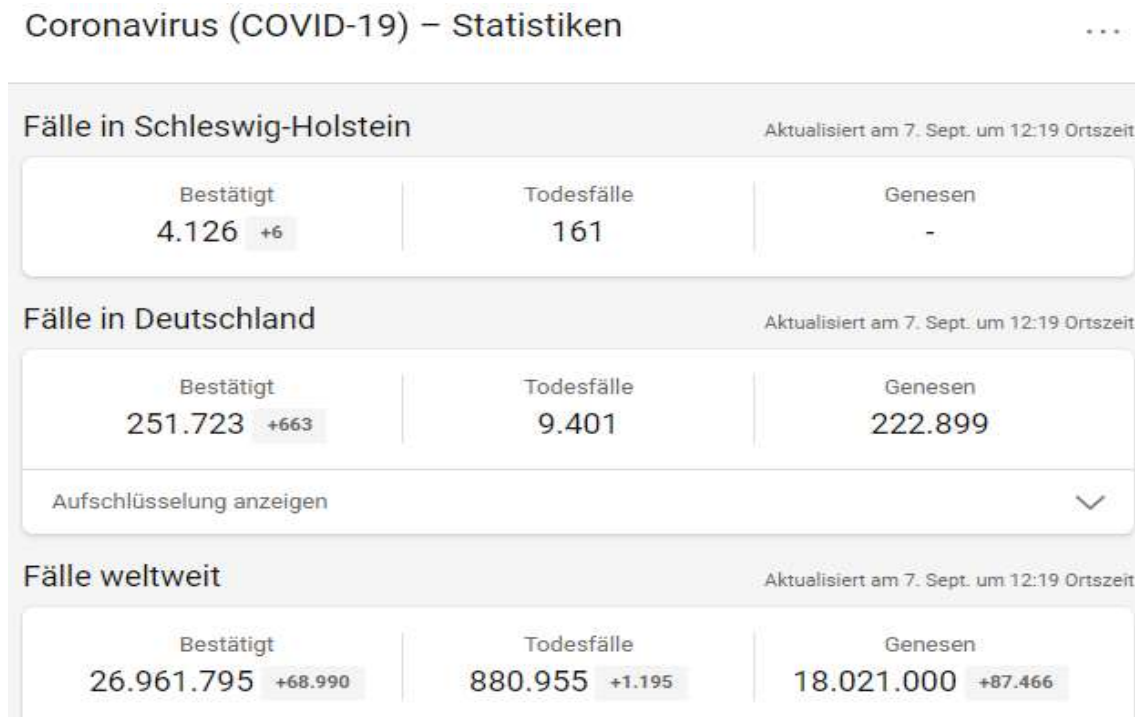 Coronavirus (COVID-19) – Statistiken ...
Fälle in Schleswig-Holstein Aktualisiert am 7. Sept. um 12:19 Ortszeit
Bestätigt Todesfälle Genesen
4.126 +6 161 -
Fälle in Deutschland Aktualisiert am 7. Sept. um 12:19 Ortszeit
Bestätigt Todesfälle Genesen
251.723 +663 9.401 222.899
Aufschlüsselung anzeigen
Fälle weltweit Aktualisiert am 7. Sept. um 12:19 Ortszeit
Bestätigt Todesfälle Genesen
26.961.795 +68.990 880.955 +1.195 18.021.000 +87.466